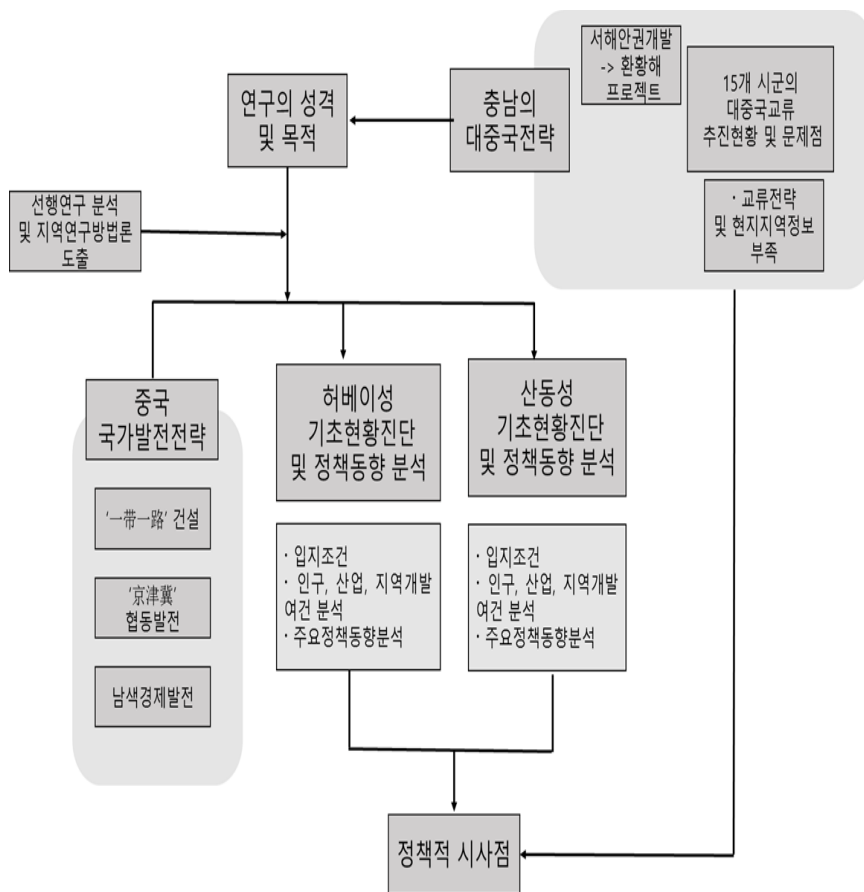 서해안권개발
-> 환황해
프로젝트
15개 시군의
대중국교류
추진현황 및 문제점
연구의 성격
및 목적
충남의
대중국전략
· 교류전략
및 현지지역정보
부족
선행연구 분석
및 지역연구방법론
도출
중국
국가발전전략
허베이성
기초현황진단
및 정책동향 분석
산동성
기초현황진단
및 정책동향 분석
‘一带一路’ 건설
‘京津冀’
협동발전
남색경제발전
· 입지조건
· 인구, 산업, 지역개발
여건 분석
· 주요정책동향분석
· 입지조건
· 인구, 산업, 지역개발
여건 분석
· 주요정책동향분석
정책적 시사점